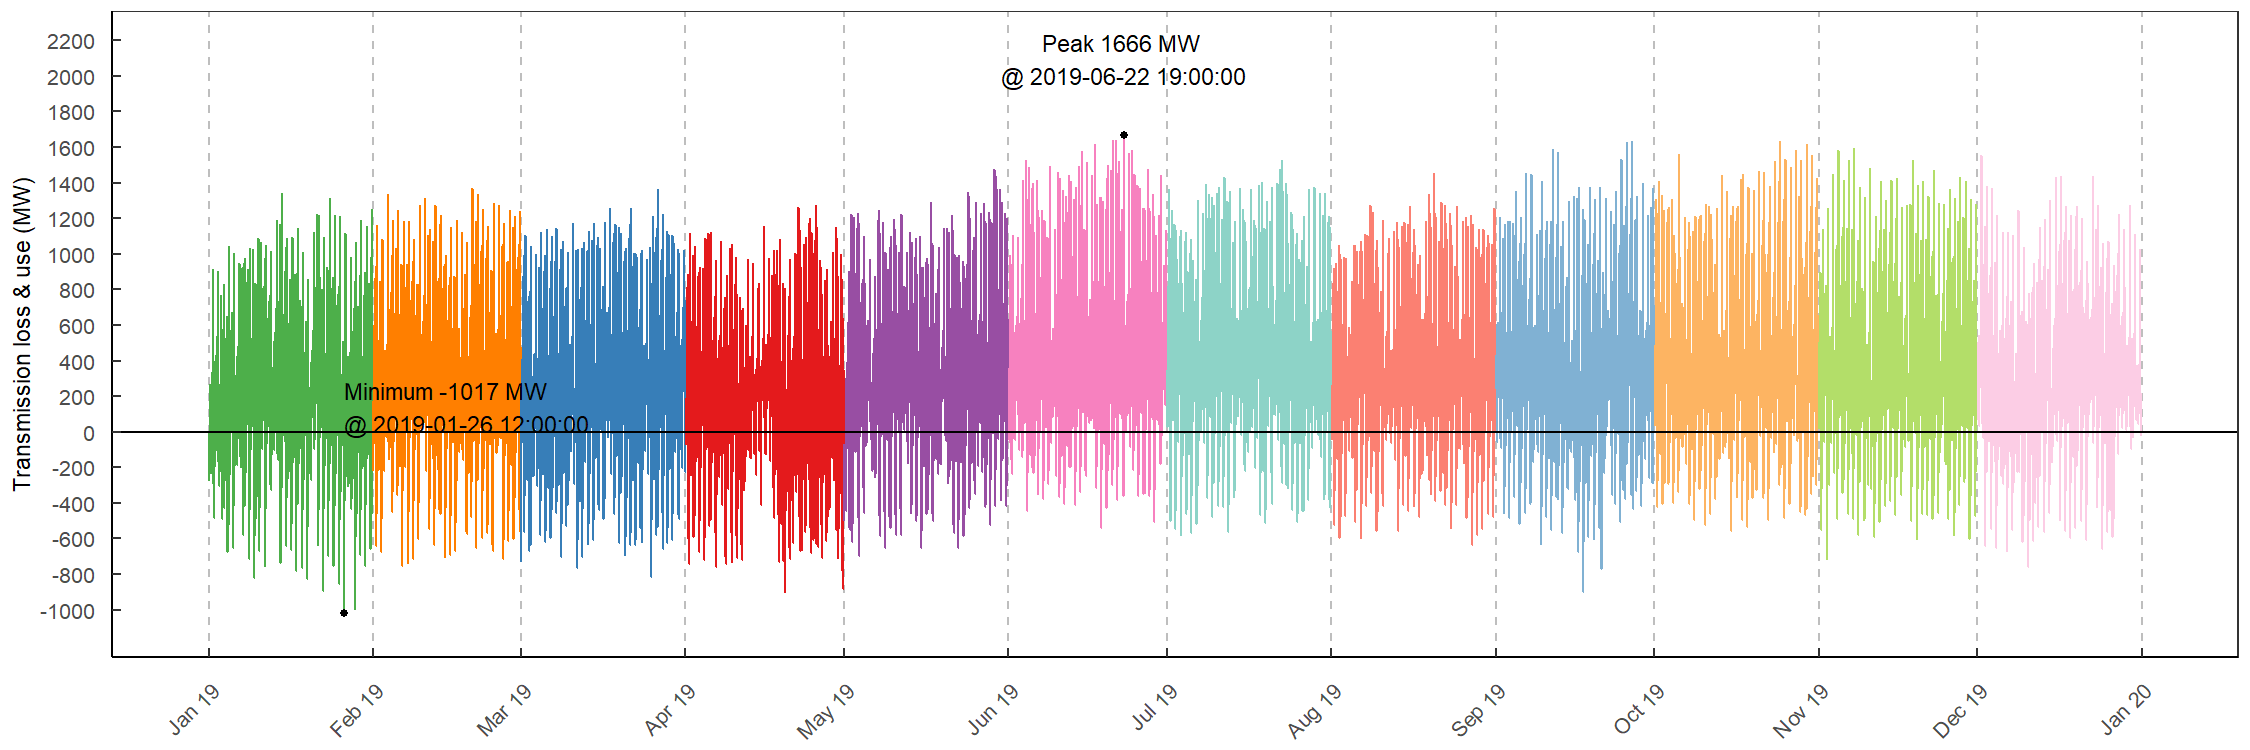 Transmission loss & use (MW)
2200
2000
1800
1600
1400
1200
1000
800
600
400
200
0
-200
-400
-600
-800
-1000
Peak 1666 MW
@ 2019-06-22 19:00:00
Minimum -1017 MW
@ 2019-01-26 12:00:00
Jan 19
Feb 19
Mar 19
Apr 19
May 19
Jun 19
Jul 19
Aug 19
Sep 19
Oct 19
Nov 19
Dec 19
Jan 20